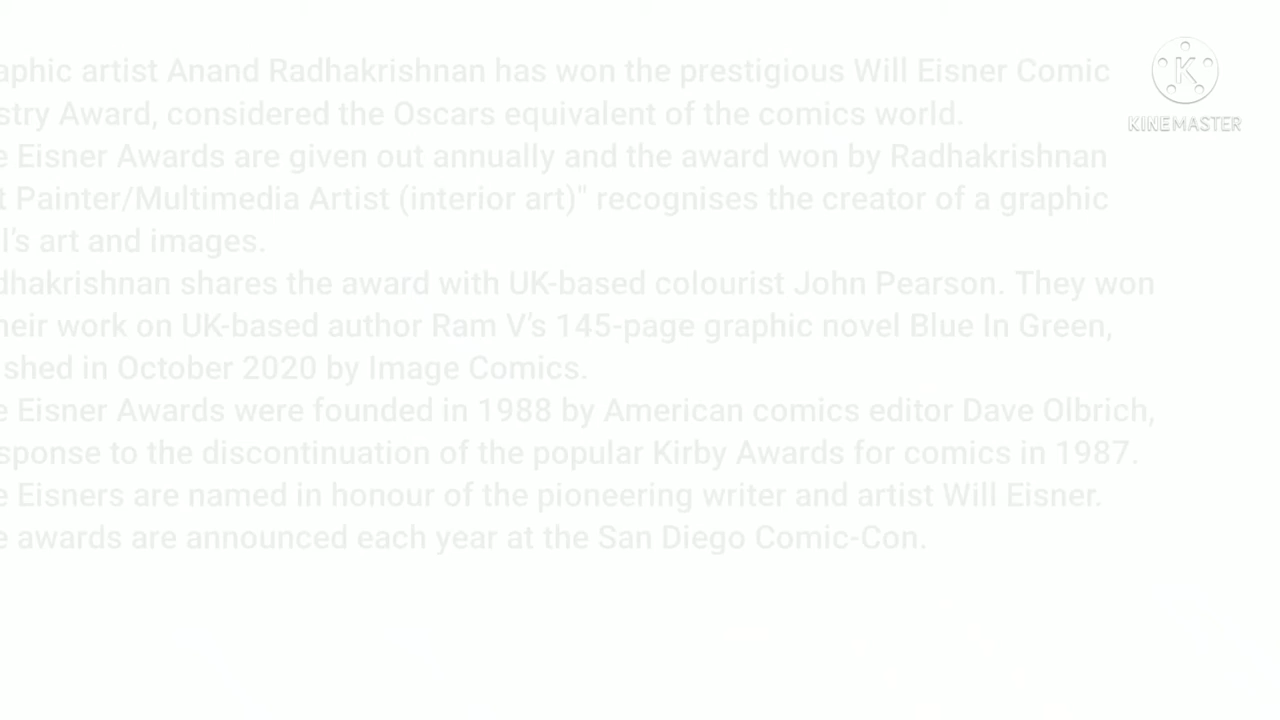 aphic artist Anand Radhakrishnan has won the prestigious Will Eisner Comic
stry Award, considered the Oscars equivalent of the comics world.
e Eisner Awards are given out annually and the award won by Radhakrishnan
t Painter/Multimedia Artist (interior art)" recognises the creator of a graphic
l's art and images.
dhakrishnan shares the award with UK-based colourist John Pearson. They won
heir work on UK-based author Ram V's 145-page graphic novel Blue In Green,
shed in October 2020 by Image Comics.
e Eisner Awards were founded in 1988 by American comics editor Dave Olbrich,
sponse to the discontinuation of the popular Kirby Awards for comics in 1987.
e Eisners are named in honour of the pioneering writer and artist Will Eisner.
e awards are announced each year at the San Diego Comic-Con.
K
KINEMASTER